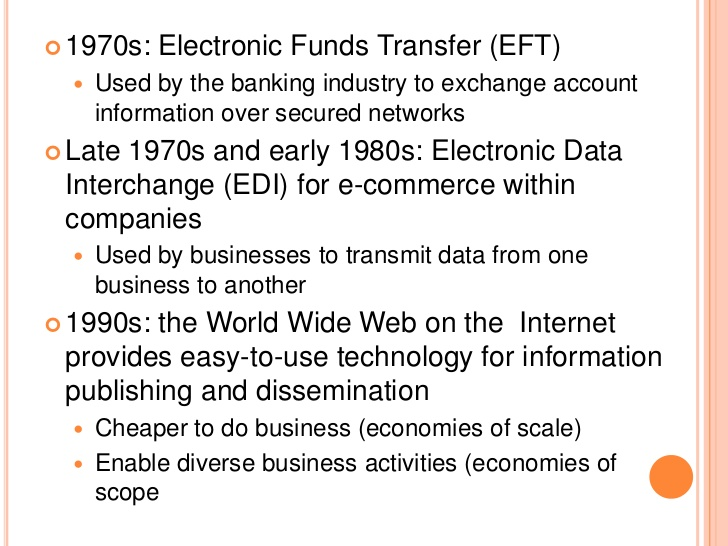 1970s: Electronic Funds Transfer (EFT)
Used by the banking industry to exchange account
information over secured networks
Late 1970s and early 1980s: Electronic Data
Interchange (EDI) for e-commerce within
companies
Used by businesses to transmit data from one
business to another
1990s: the World Wide Web on the  Internet
provides easy-to-use technology for information
publishing and dissemination
Cheaper to do business (economies of scale)
Enable diverse business activities (economies of
scope